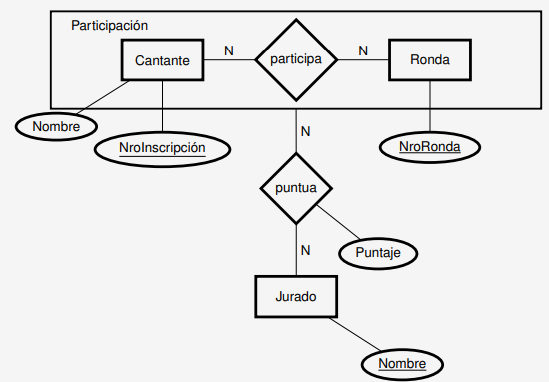 Participación
Cantante
N
participa
N
Ronda
Nombre
NroInscripción
N
NroRonda
puntua
Puntaje
N
Jurado
Nombre